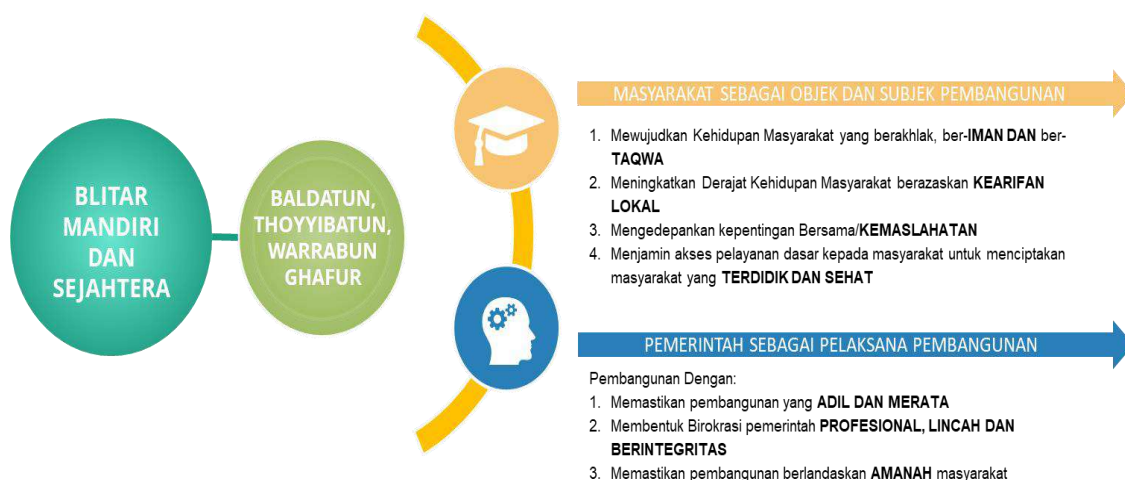 BLITAR
MANDIRI
DAN
SEJAHTERA
BALDATUN,
THOYYIBATUN,
WARRABUN
GHAFUR
MASYARAKAT SEBAGAI OBJEK DAN SUBJEK PEMBANGUNAN
1. Mewujudkan Kehidupan Masyarakat yang berakhlak, ber-IMAN DAN ber-
TAQWA
2. Meningkatkan Derajat Kehidupan Masyarakat berazaskan KEARIFAN
LOKAL
3. Mengedepankan kepentingan Bersama/KEMASLAHATAN
4. Menjamin akses pelayanan dasar kepada masyarakat untuk menciptakan
masyarakat yang TERDIDIK DAN SEHAT
PEMERINTAH SEBAGAI PELAKSANA PEMBANGUNAN
Pembangunan Dengan:
1. Memastikan pembangunan yang ADIL DAN MERATA
2. Membentuk Birokrasi pemerintah PROFESIONAL, LINCAH DAN
BERINTEGRITAS
3. Memastikan pembangunan berlandaskan AMANAH masyarakat